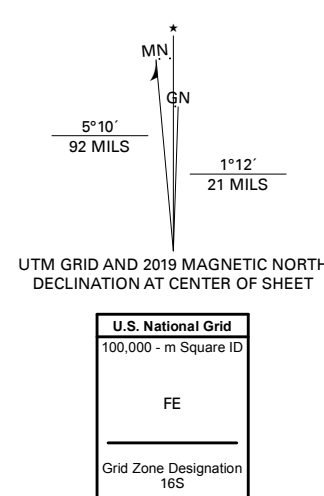 ★
MN
GN
5°10´
92 MILS
1°12´
21 MILS
UTM GRID AND 2019 MAGNETIC NORTH
DECLINATION AT CENTER OF SHEET
U.S. National Grid
100,000 - m Square ID
FE
Grid Zone Designation
16S